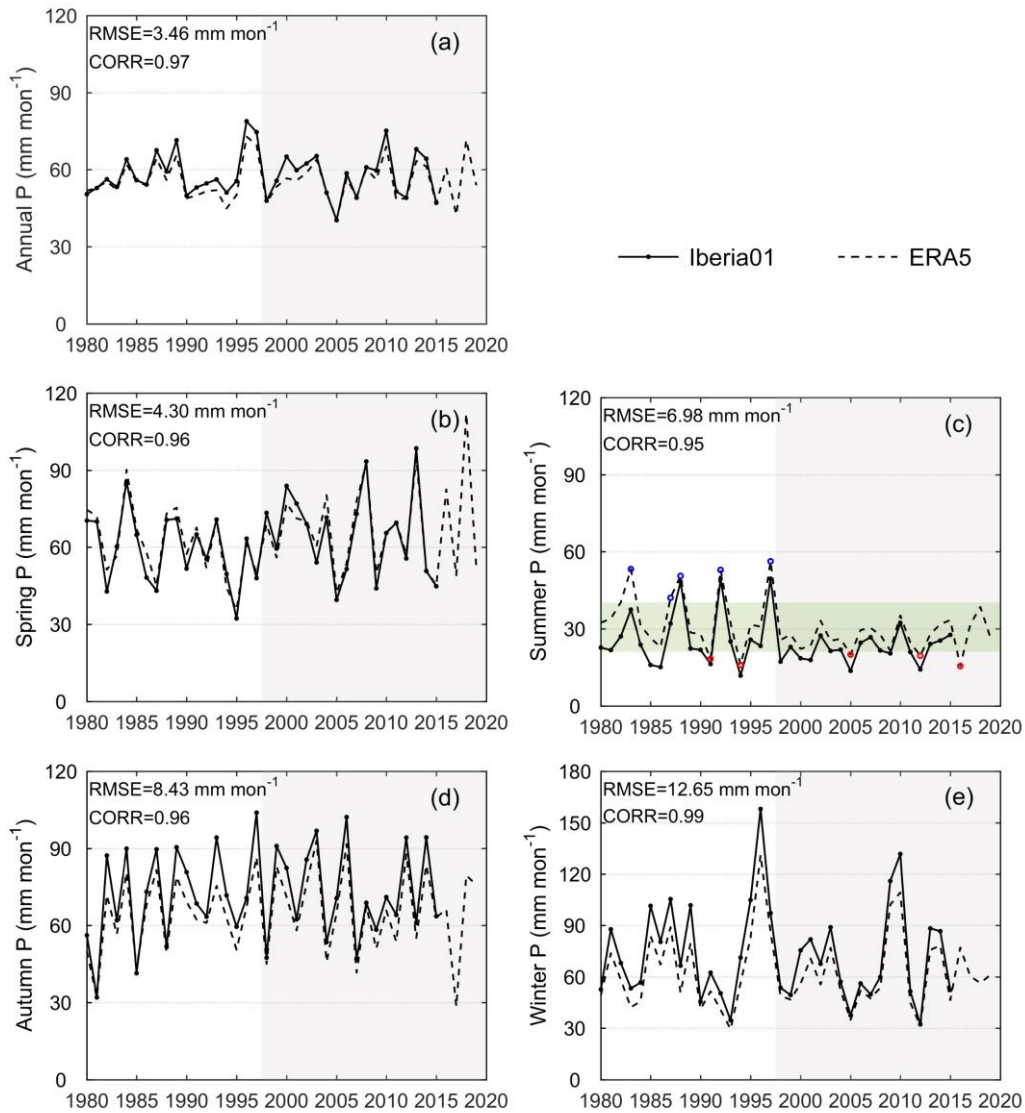 120
90
60
30
0
Annual P (mm mon⁻¹)
RMSE=3.46 mm mon⁻¹
CORR=0.97
(a)
1980 1985 1990 1995 2000 2005 2010 2015 2020
Iberia01
ERA5
120
90
60
30
0
Spring P (mm mon⁻¹)
RMSE=4.30 mm mon⁻¹
CORR=0.96
(b)
1980 1985 1990 1995 2000 2005 2010 2015 2020
120
90
60
30
0
Summer P (mm mon⁻¹)
RMSE=6.98 mm mon⁻¹
CORR=0.95
(c)
1980 1985 1990 1995 2000 2005 2010 2015 2020
120
90
60
30
0
Autumn P (mm mon⁻¹)
RMSE=8.43 mm mon⁻¹
CORR=0.96
(d)
1980 1985 1990 1995 2000 2005 2010 2015 2020
180
150
120
90
60
30
0
Winter P (mm mon⁻¹)
RMSE=12.65 mm mon⁻¹
CORR=0.99
(e)
1980 1985 1990 1995 2000 2005 2010 2015 2020